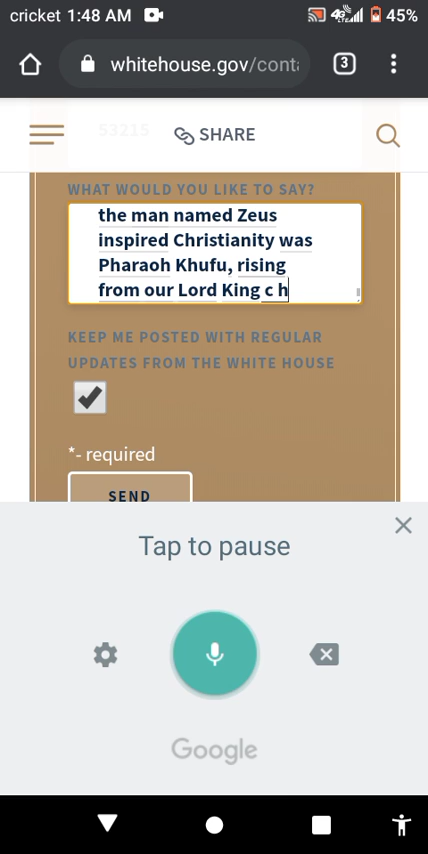 cricket 1:48 AM 45%
whitehouse.gov/conta
3
53215
SHARE
WHAT WOULD YOU LIKE TO SAY?
the man named Zeus
inspired Christianity was
Pharaoh Khufu, rising
from our Lord King c h
KEEP ME POSTED WITH REGULAR
UPDATES FROM THE WHITE HOUSE
*- required
SEND
Tap to pause
Google